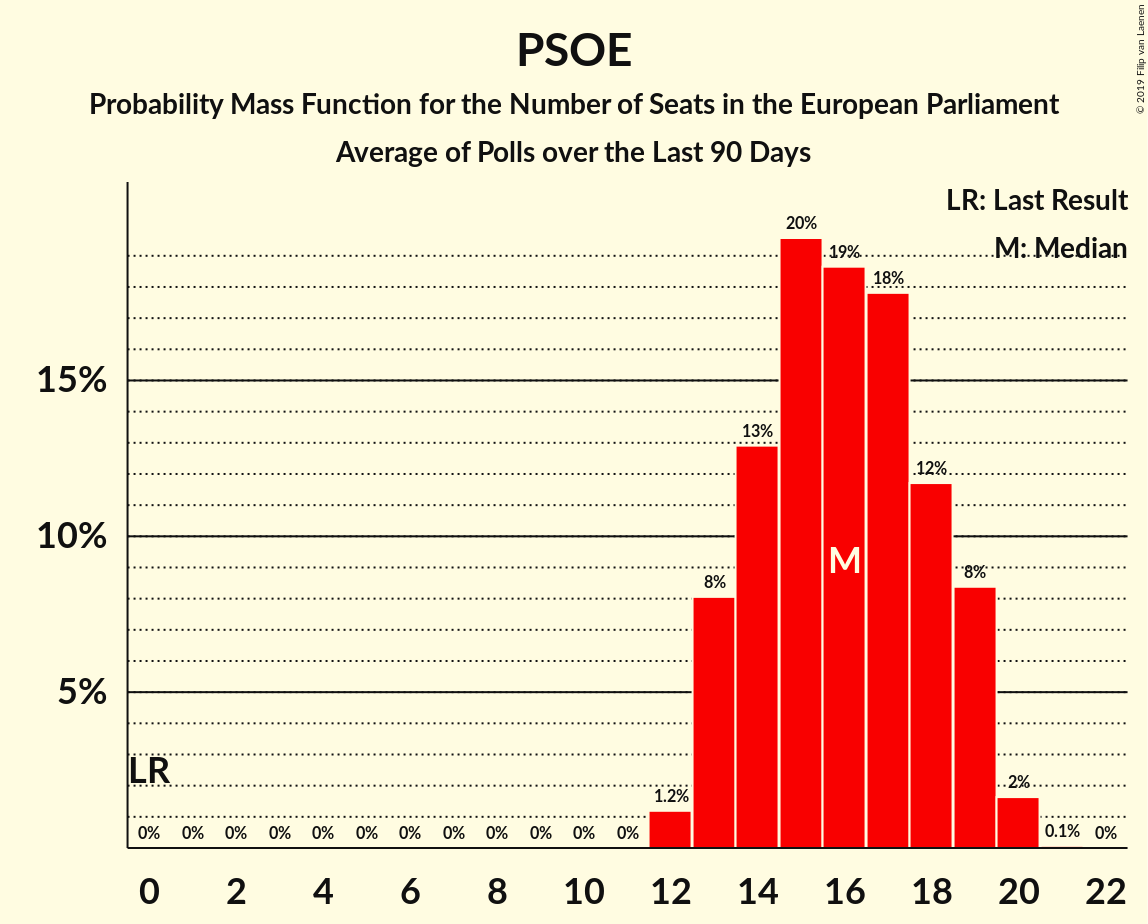 PSOE
Probability Mass Function for the Number of Seats in the European Parliament
Average of Polls over the Last 90 Days
© 2019 Filip van Laenen
LR: Last Result
M: Median
20%
19%
18%
15%
13%
12%
10%
M
8%
8%
5%
LR
1.2%
2%
0% 0% 0% 0% 0% 0% 0% 0% 0% 0% 0% 0% 0.1% 0%
0 2 4 6 8 10 12 14 16 18 20 22